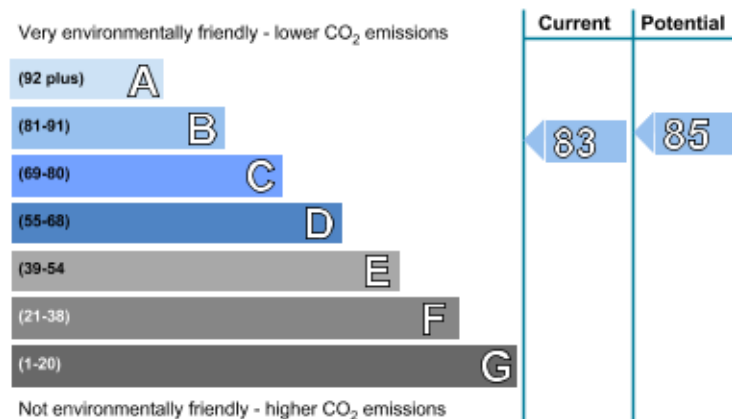 Very environmentally friendly - lower CO₂ emissions
Current
Potential
(92 plus) A
(81-91) B
83
85
(69-80) C
(55-68) D
(39-54 E
(21-38) F
(1-20) G
Not environmentally friendly - higher CO₂ emissions